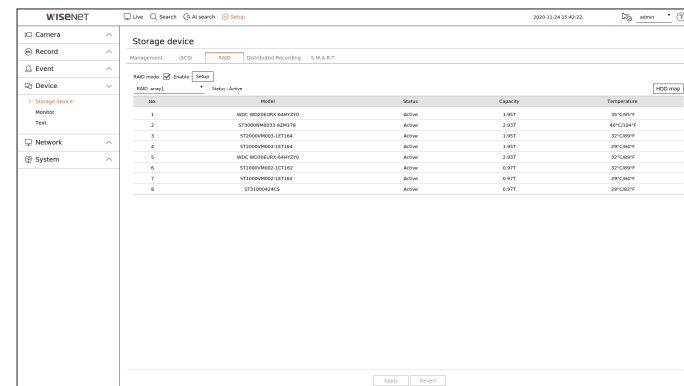 WISENET Live Search AI search Setup 2020-11-24 15:42:22 admin
Camera
Record
Event
Device
Storage device
Monitor
Text
Network
System
Storage device
Management iSCSI RAID Distributed Recording S.M.A.R.T
RAID mode Enable Setup
RAID array1 Status : Active HDD map
No. Model Status Capacity Temperature
1 WDC WD20EURX-64HYZY0 Active 1.95T 35°C/95°F
2 ST3000NM0033-9ZM178 Active 2.93T 40°C/104°F
3 ST2000VM003-1ET164 Active 1.95T 32°C/89°F
4 ST2000VM003-1ET164 Active 1.95T 29°C/84°F
5 WDC WD30EURX-64HYZY0 Active 2.93T 32°C/89°F
6 ST1000VM002-1CT162 Active 0.97T 32°C/89°F
7 ST1000VM002-1ET162 Active 0.97T 29°C/84°F
8 ST31000424CS Active 0.97T 28°C/82°F
Apply Revert